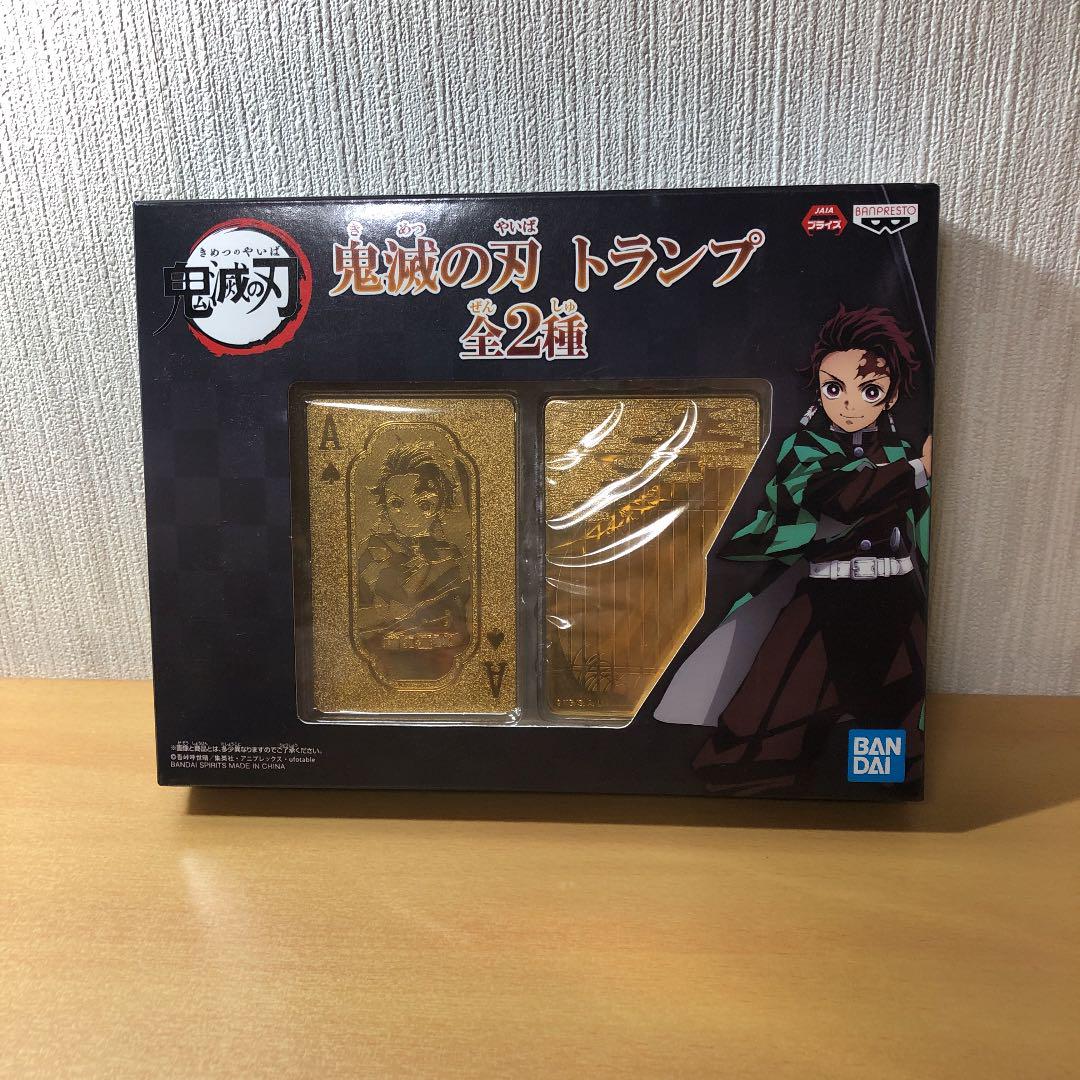 きめつのやいば
鬼滅の刃
き めつ やいば
鬼滅の刃 トランプ
ぜん しゅ
全2種
JAIA
プライズ
BANPRESTO
A
A
※画像と商品とは、多少異なりますのでご了承ください。
©吾峠呼世晴/集英社・アニプレックス・ufotable
BANDAI SPIRITS MADE IN CHINA
BAN
DAI